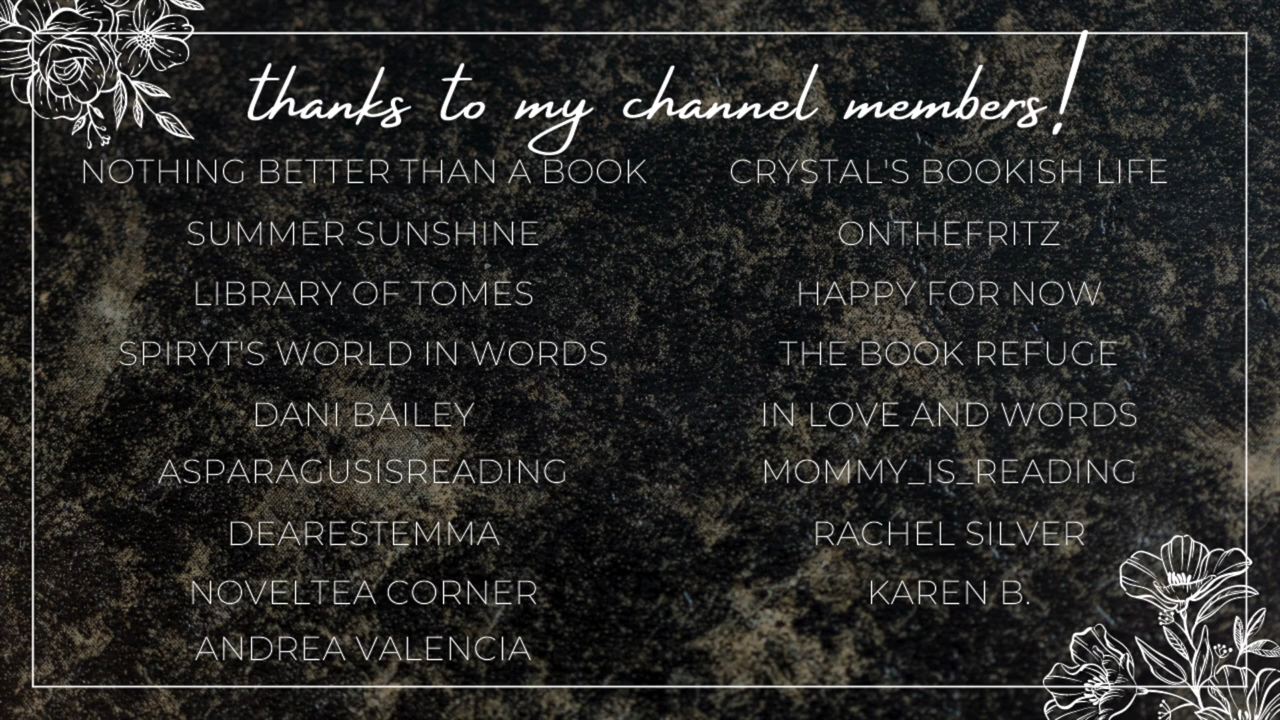 thanks to my channel members!
NOTHING BETTER THAN A BOOK
SUMMER SUNSHINE
LIBRARY OF TOMES
SPIRYT'S WORLD IN WORDS
DANI BAILEY
ASPARAGUSISREADING
DEARESTEMMA
NOVELTEA CORNER
ANDREA VALENCIA
CRYSTAL'S BOOKISH LIFE
ONTHEFRITZ
HAPPY FOR NOW
THE BOOK REFUGE
IN LOVE AND WORDS
MOMMY_IS_READING
RACHEL SILVER
KAREN B.